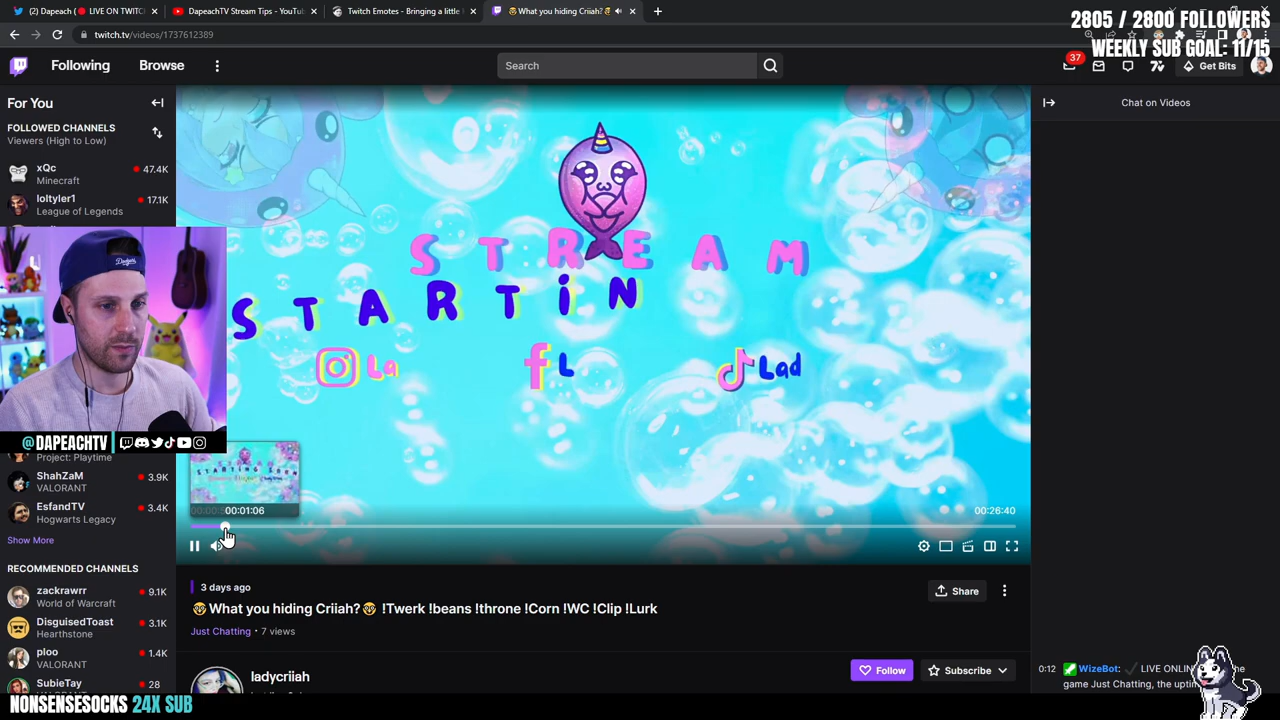 (2) Dapeach (🔴 LIVE ON TWITC
DapeachTV Stream Tips - YouTu
Twitch Emotes - Bringing a little
🤓What you hiding Criiah? 🤓
twitch.tv/videos/1737612389
2805 / 2800 FOLLOWERS
WEEKLY SUB GOAL: 11/15
Following
Browse
Search
37
Get Bits
For You
FOLLOWED CHANNELS
Viewers (High to Low)
xQc
47.4K
Minecraft
loltyler1
17.1K
League of Legends
Dodgers
@DAPEACHTV
Project: Playtime
ShahZaM
3.9K
VALORANT
EsfandTV
3.4K
Hogwarts Legacy
Show More
RECOMMENDED CHANNELS
zackrawrr
9.1K
World of Warcraft
DisguisedToast
3.1K
Hearthstone
ploo
1.4K
VALORANT
SubieTay
28
NONSENSESOCKS 24X SUB
STREAM
STARTIN
La
L
Lad
00:01:06
00:26:40
3 days ago
Share
🤓What you hiding Criiah?🤓 !Twerk !beans !throne !Corn !WC !Clip !Lurk
Just Chatting • 7 views
ladycriiah
Follow
Subscribe
Chat on Videos
0:12 WizeBot: LIVE ONLIN
game Just Chatting, the uptim